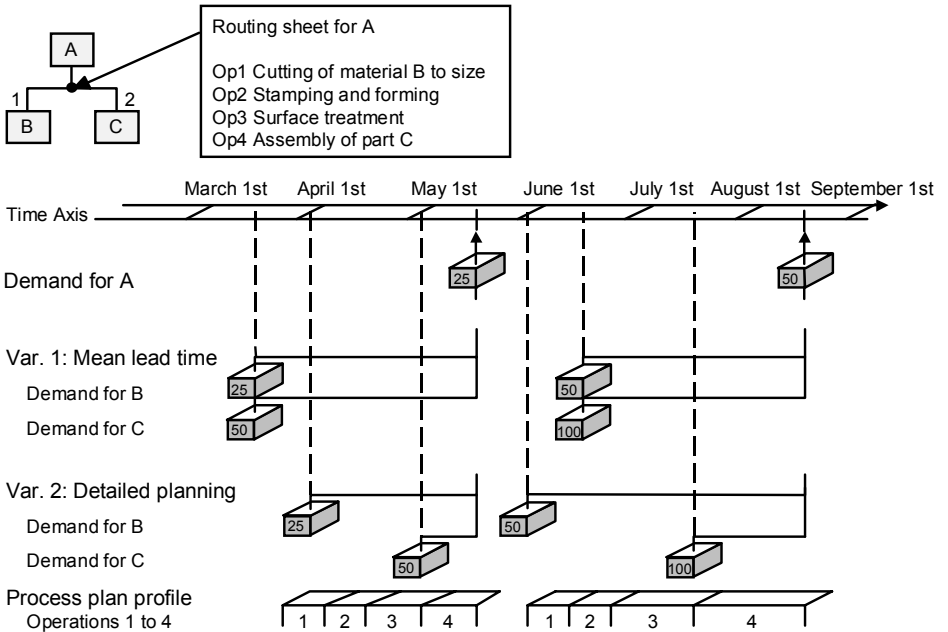 Routing sheet for A
A
Op1 Cutting of material B to size
Op2 Stamping and forming
Op3 Surface treatment
Op4 Assembly of part C
1 2
B C
March 1st April 1st May 1st June 1st July 1st August 1st September 1st
Time Axis
Demand for A
25 50
Var. 1: Mean lead time
Demand for B
25 50
Demand for C
50 100
Var. 2: Detailed planning
Demand for B
25 50
Demand for C
50 100
Process plan profile
Operations 1 to 4
1 2 3 4 1 2 3 4